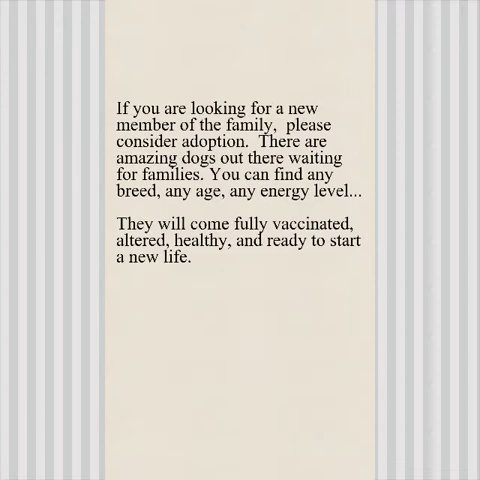 If you are looking for a new
member of the family,  please
consider adoption.  There are
amazing dogs out there waiting
for families. You can find any
breed, any age, any energy level...
They will come fully vaccinated,
altered, healthy, and ready to start
a new life.